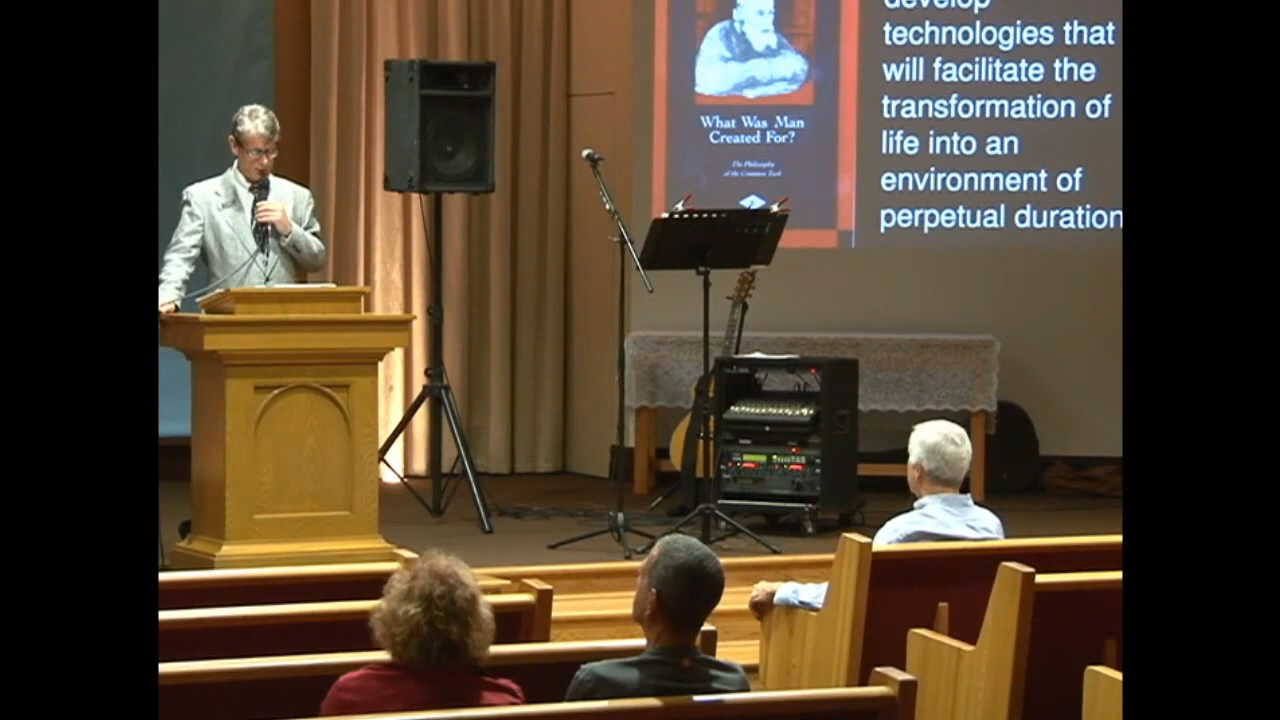 What Was Man
Created For?
The Philosophy
of the Common Task
develop
technologies that
will facilitate the
transformation of
life into an
environment of
perpetual duration